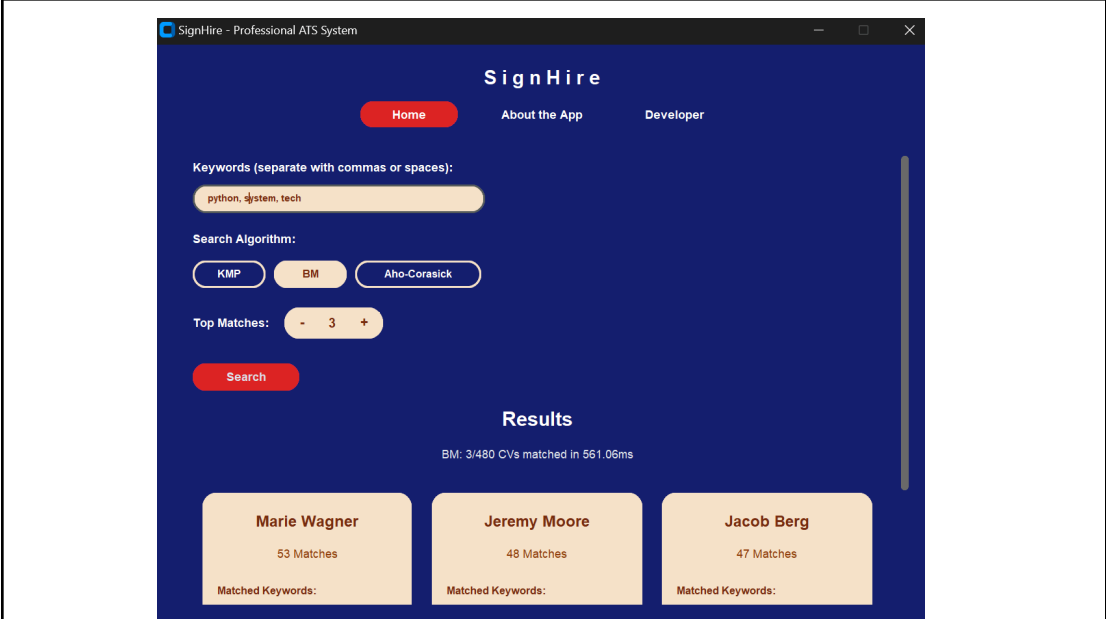 SignHire - Professional ATS System
SignHire
Home About the App Developer
Keywords (separate with commas or spaces):
python, system, tech
Search Algorithm:
KMP BM Aho-Corasick
Top Matches: - 3 +
Search
Results
BM: 3/480 CVs matched in 561.06ms
Marie Wagner Jeremy Moore Jacob Berg
53 Matches 48 Matches 47 Matches
Matched Keywords: Matched Keywords: Matched Keywords: